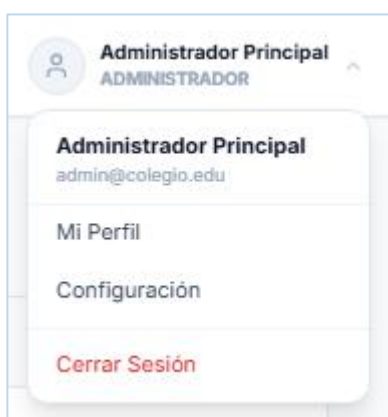 Administrador Principal
ADMINISTRADOR
Administrador Principal
admin@colegio.edu
Mi Perfil
Configuración
Cerrar Sesión